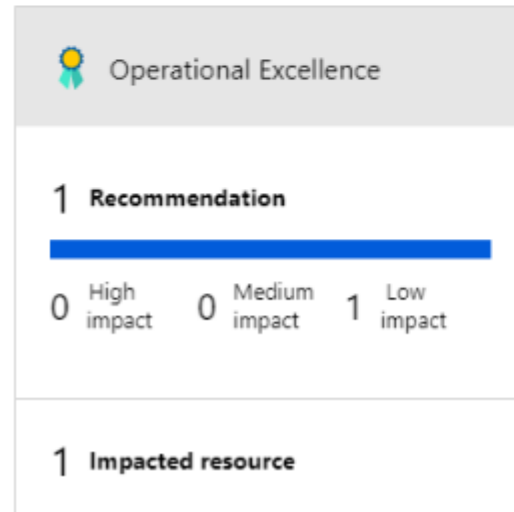 Operational Excellence
1 Recommendation
0 High impact 0 Medium impact 1 Low impact
1 Impacted resource